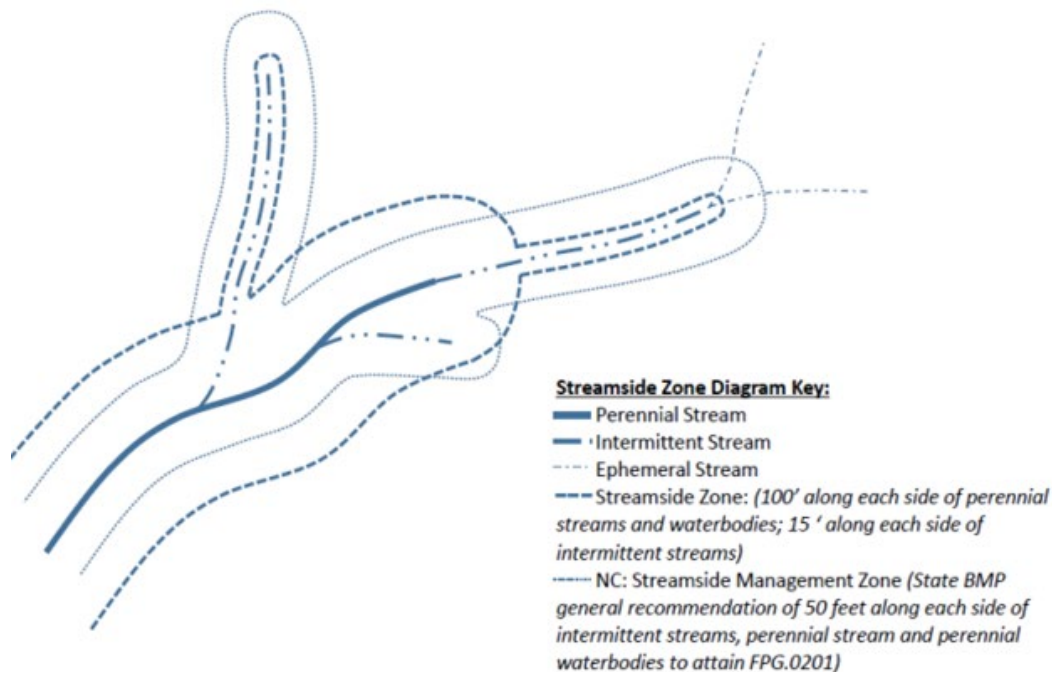 Streamside Zone Diagram Key:
Perennial Stream
Intermittent Stream
Ephemeral Stream
Streamside Zone: (100' along each side of perennial
streams and waterbodies; 15 ' along each side of
intermittent streams)
NC: Streamside Management Zone (State BMP
general recommendation of 50 feet along each side of
intermittent streams, perennial stream and perennial
waterbodies to attain FPG.0201)